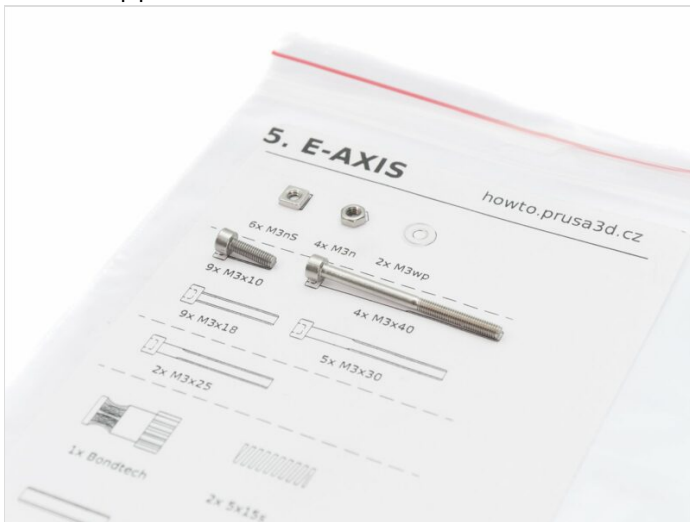 5. E-AXIS
howto.prusa3d.cz
6x M3nS
4x M3n
2x M3wp
9x M3x10
4x M3x40
9x M3x18
5x M3x30
2x M3x25
1x Bondtech
2x 5x15s